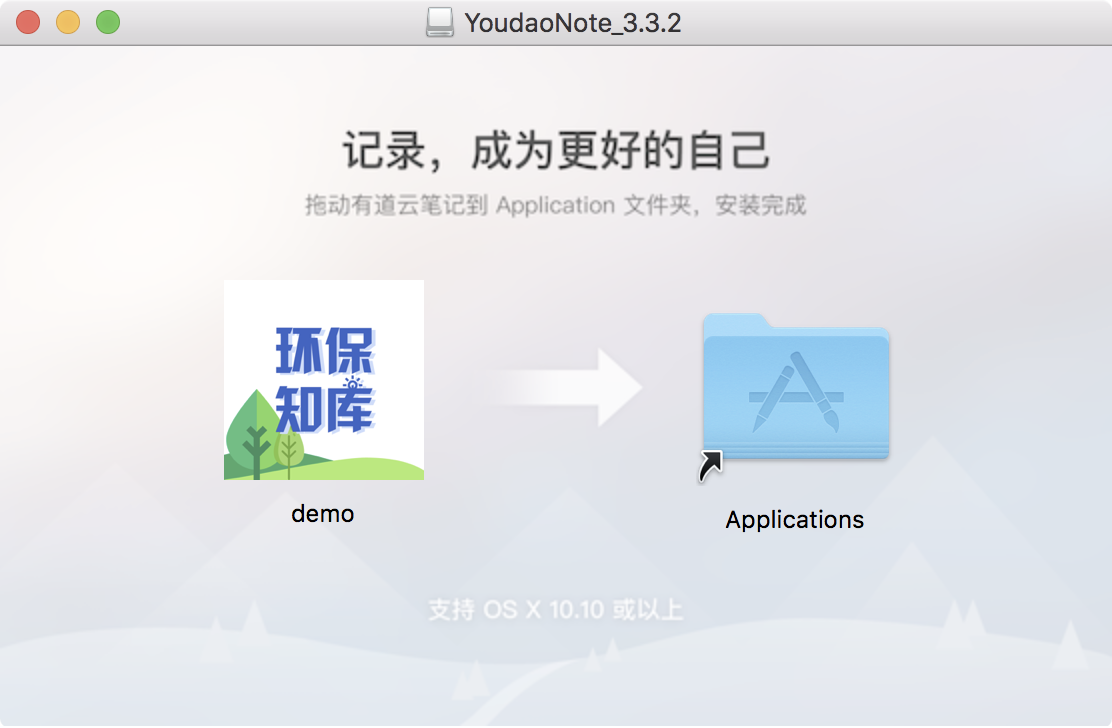 YoudaoNote_3.3.2
记录，成为更好的自己
拖动有道云笔记到 Application 文件夹，安装完成
环保
知库
demo
Applications
支持 OS X 10.10 或以上